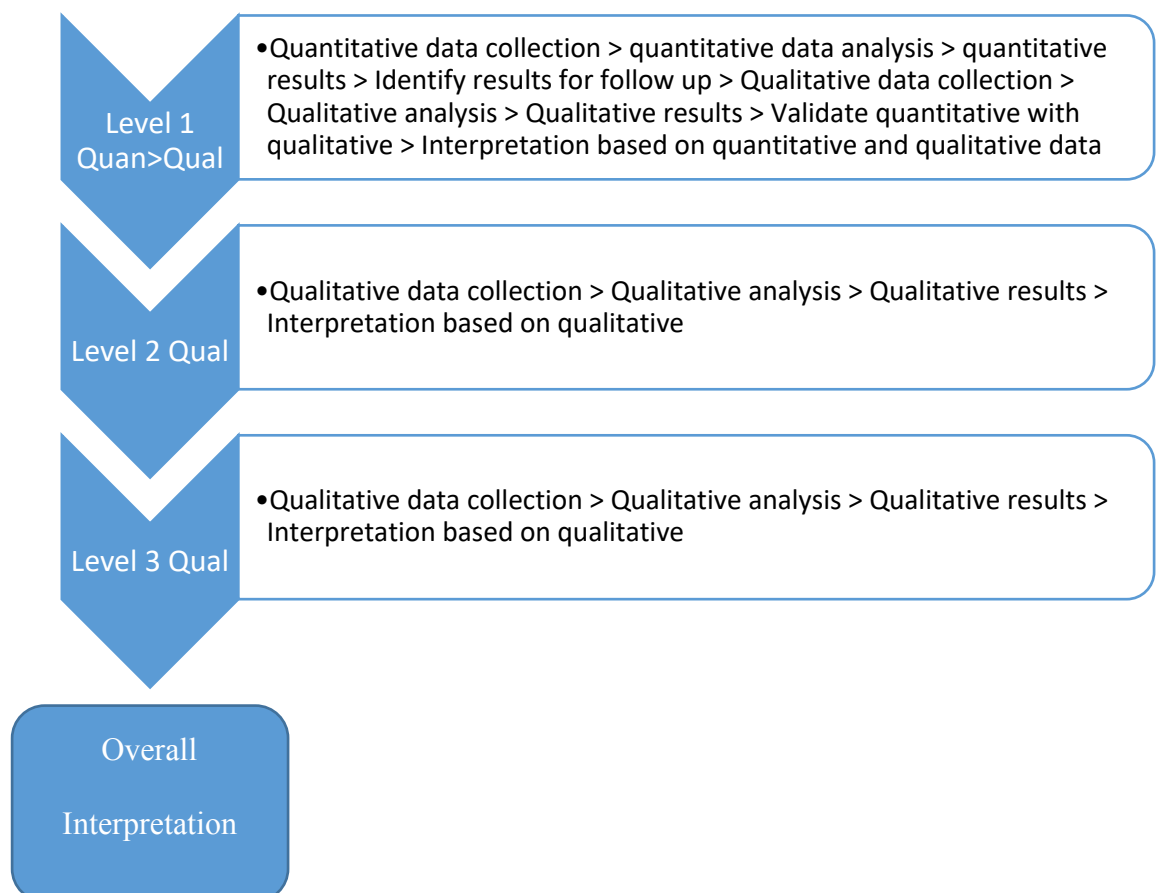 Level 1
Quan>Qual
•Quantitative data collection > quantitative data analysis > quantitative
results > Identify results for follow up > Qualitative data collection >
Qualitative analysis > Qualitative results > Validate quantitative with
qualitative > Interpretation based on quantitative and qualitative data
Level 2 Qual
•Qualitative data collection > Qualitative analysis > Qualitative results >
Interpretation based on qualitative
Level 3 Qual
•Qualitative data collection > Qualitative analysis > Qualitative results >
Interpretation based on qualitative
Overall
Interpretation